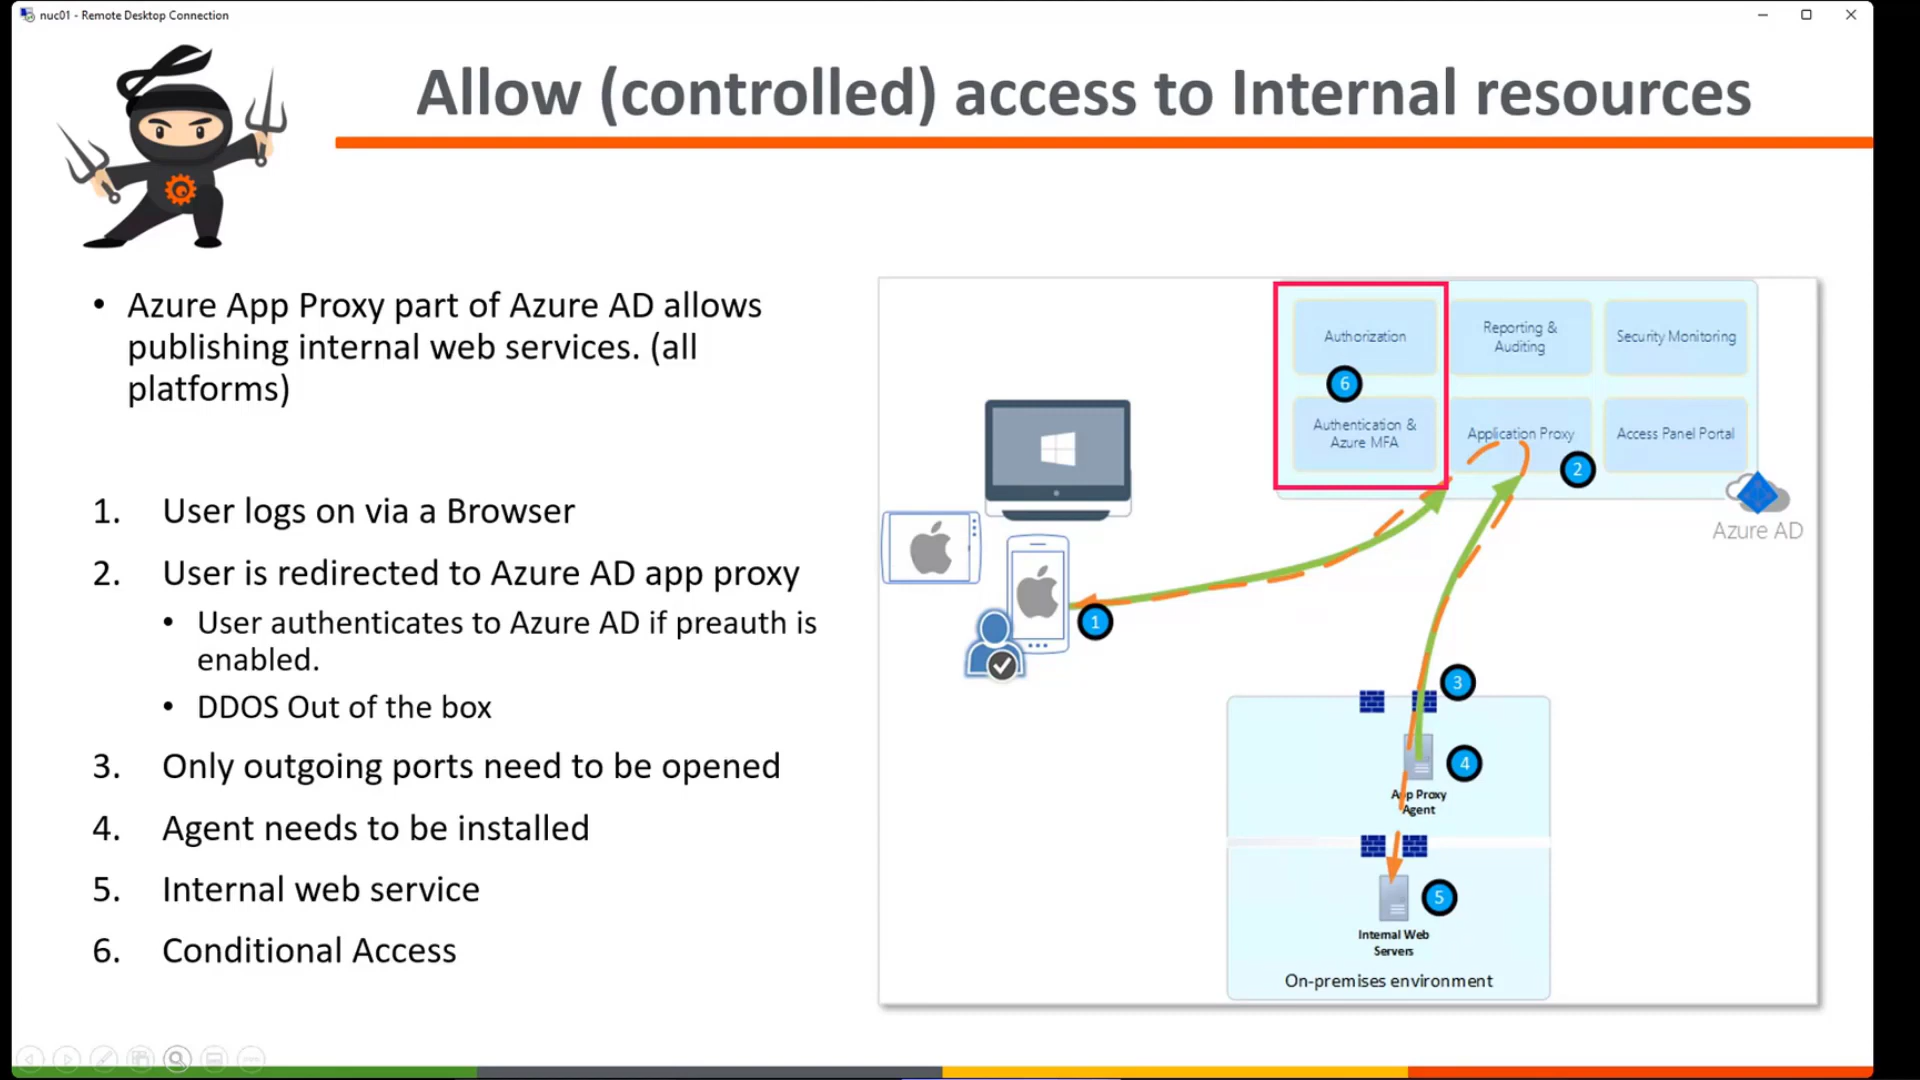 nuc01 - Remote Desktop Connection
Allow (controlled) access to Internal resources
• Azure App Proxy part of Azure AD allows
publishing internal web services. (all
platforms)
1. User logs on via a Browser
2. User is redirected to Azure AD app proxy
• User authenticates to Azure AD if preauth is
enabled.
• DDOS Out of the box
3. Only outgoing ports need to be opened
4. Agent needs to be installed
5. Internal web service
6. Conditional Access
Authorization
Reporting &
Auditing
Security Monitoring
6
Authentication &
Azure MFA
Application Proxy
Access Panel Portal
2
Azure AD
1
3
4
App Proxy
Agent
5
Internal Web
Servers
On-premises environment